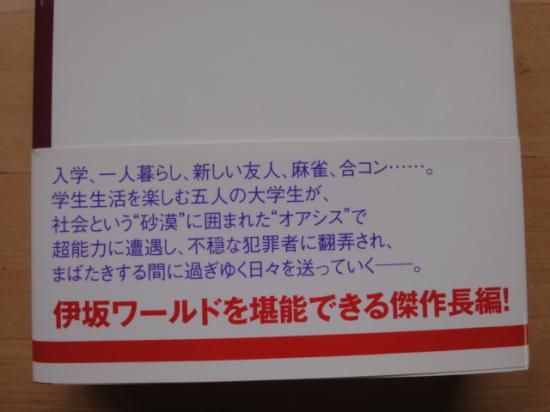 入学、一人暮らし、新しい友人、麻雀、合コン……。
学生生活を楽しむ五人の大学生が、
社会という“砂漠”に囲まれた“オアシス”で
超能力に遭遇し、不穏な犯罪者に翻弄され、
まばたきする間に過ぎゆく日々を送っていく――。
伊坂ワールドを堪能できる傑作長編!